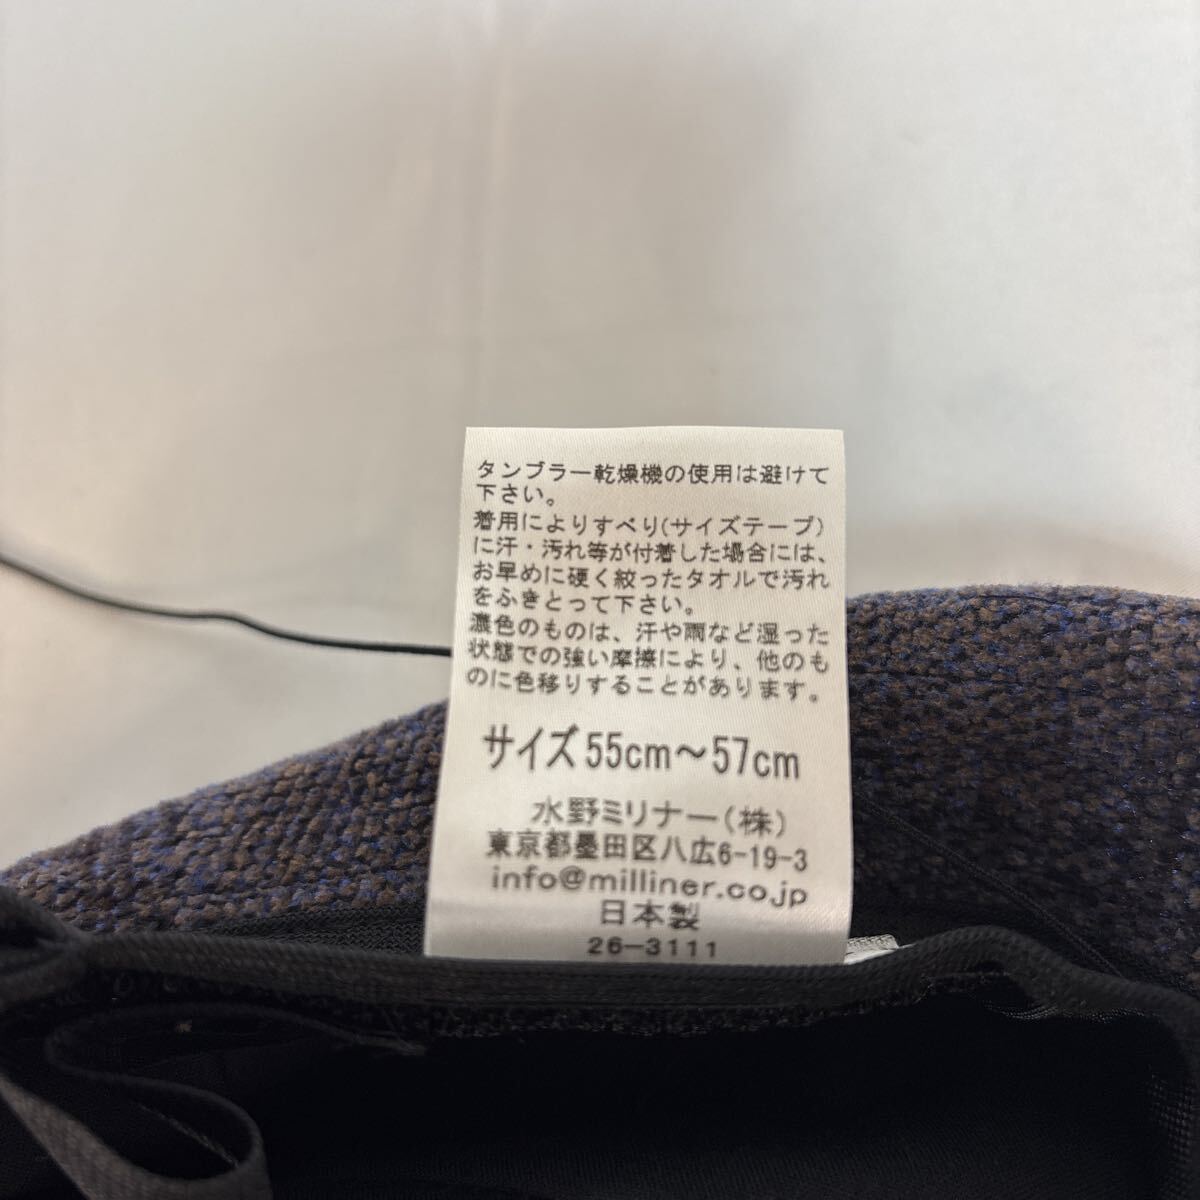 タンブラー乾燥機の使用は避けて
下さい。
着用によりすべり(サイズテープ)
に汗・汚れ等が付着した場合には、
お早めに硬く絞ったタオルで汚れ
をふきとって下さい。
濃色のものは、汗や雨など湿った
状態での強い摩擦により、他のも
のに色移りすることがあります。
サイズ55cm～57cm
水野ミリナー(株)
東京都墨田区八広6-19-3
info@milliner.co.jp
日本製
26-3111